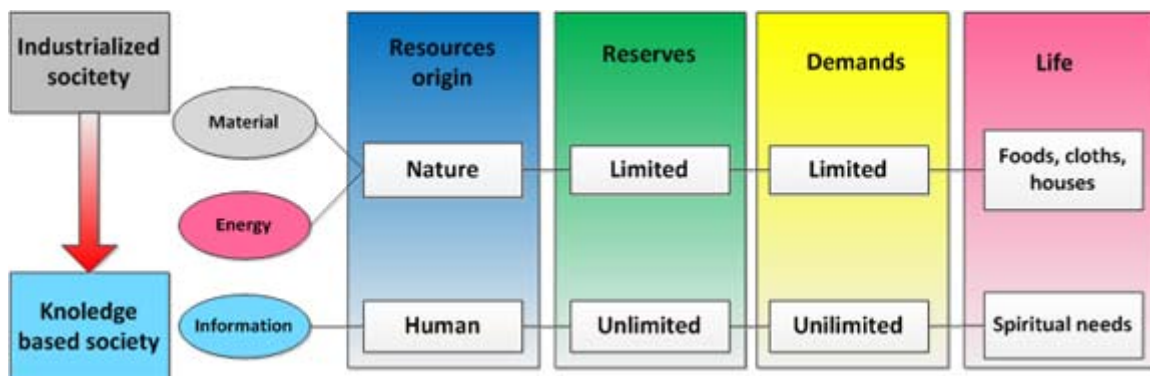 Industrialized
socitety
Resources
origin
Reserves
Demands
Life
Material
Nature
Limited
Limited
Foods, cloths,
houses
Energy
Knoledge
based society
Information
Human
Unlimited
Unilimited
Spiritual needs